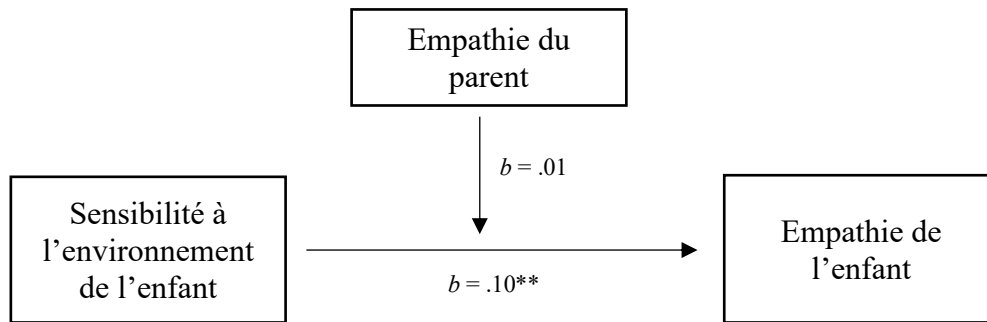 Empathie du
parent
b = .01
Sensibilité à
l’environnement
de l’enfant
b = .10**
Empathie de
l’enfant